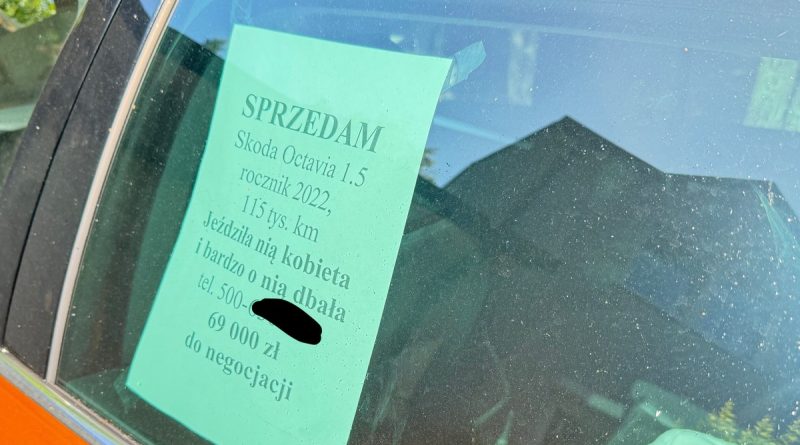 SPRZEDAM
Skoda Octavia 1.5
rocznik 2022,
115 tys. km
Jeździła nią kobieta
i bardzo o nią dbała
tel. 500-
69 000 zł
do negocjacji